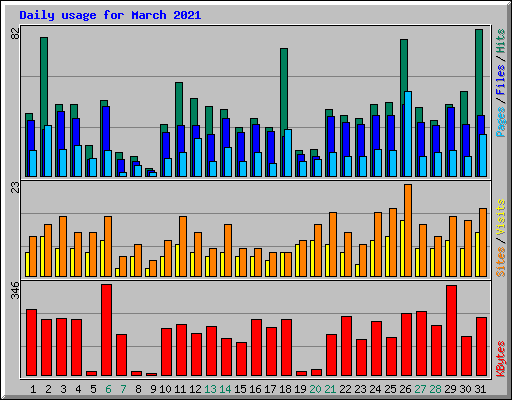 Daily usage for March 2021
82
Pages / Files / Hits
23
Sites / Visits
346
KBytes
1 2 3 4 5 6 7 8 9 10 11 12 13 14 15 16 17 18 19 20 21 22 23 24 25 26 27 28 29 30 31